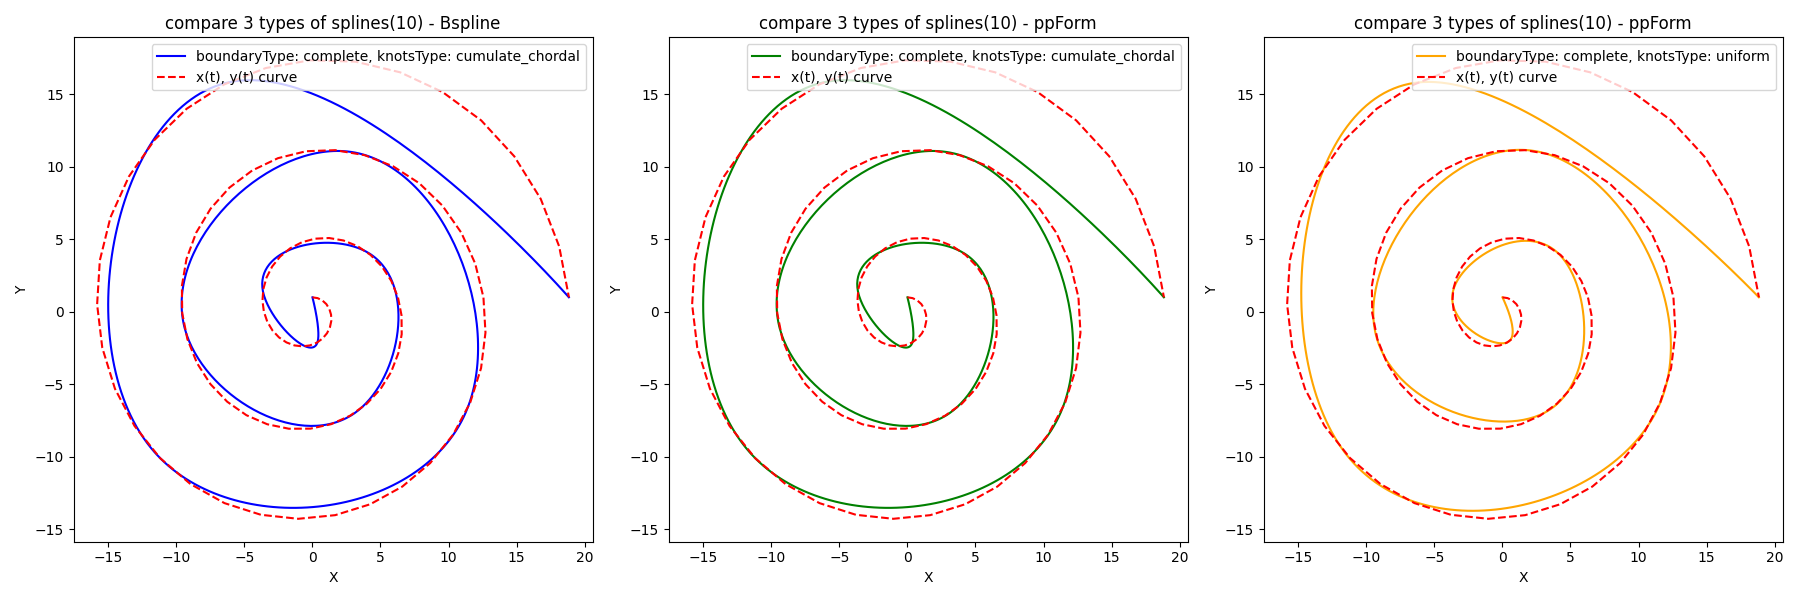 compare 3 types of splines(10) - Bspline
boundaryType: complete, knotsType: cumulate_chordal
x(t), y(t) curve
15
10
5
0
−5
−10
−15
Y
−15 −10 −5 0 5 10 15 20
X
compare 3 types of splines(10) - ppForm
boundaryType: complete, knotsType: cumulate_chordal
x(t), y(t) curve
15
10
5
0
−5
−10
−15
Y
−15 −10 −5 0 5 10 15 20
X
compare 3 types of splines(10) - ppForm
boundaryType: complete, knotsType: uniform
x(t), y(t) curve
15
10
5
0
−5
−10
−15
Y
−15 −10 −5 0 5 10 15 20
X